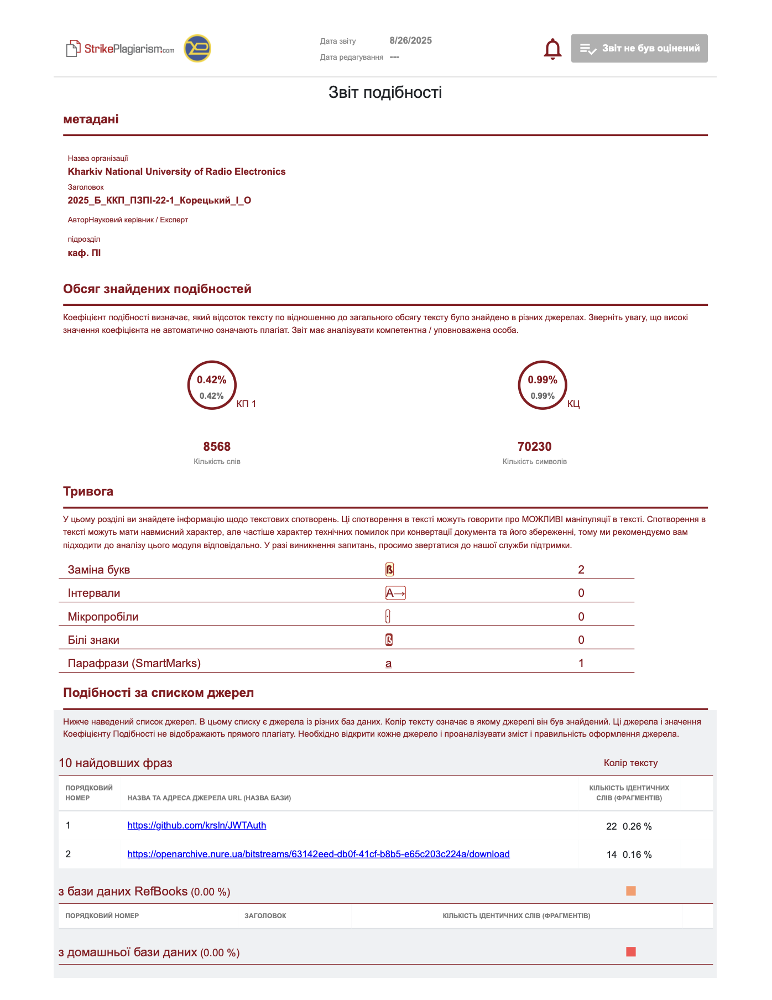 StrikePlagiarism.com
Дата звіту 8/26/2025
Дата редагування ---
Звіт не був оцінений
Звіт подібності
метадані
Назва організації
Kharkiv National University of Radio Electronics
Заголовок
2025_Б_ККП_ПЗПІ-22-1_Корецький_І_О
АвторНауковий керівник / Експерт
підрозділ
каф. ПІ
Обсяг знайдених подібностей
Коефіцієнт подібності визначає, який відсоток тексту по відношенню до загального обсягу тексту було знайдено в різних джерелах. Зверніть увагу, що високі
значення коефіцієнта не автоматично означають плагіат. Звіт має аналізувати компетентна / уповноважена особа.
0.42%
0.42%
КП 1
0.99%
0.99%
КЦ
8568
Кількість слів
70230
Кількість символів
Тривога
У цьому розділі ви знайдете інформацію щодо текстових спотворень. Ці спотворення в тексті можуть говорити про МОЖЛИВІ маніпуляції в тексті. Спотворення в
тексті можуть мати навмисний характер, але частіше характер технічних помилок при конвертації документа та його збереженні, тому ми рекомендуємо вам
підходити до аналізу цього модуля відповідально. У разі виникнення запитань, просимо звертатися до нашої служби підтримки.
Заміна букв ß 2
Інтервали A→ 0
Мікропробіли · 0
Білі знаки ß 0
Парафрази (SmartMarks) a 1
Подібності за списком джерел
Нижче наведений список джерел. В цьому списку є джерела із різних баз даних. Колір тексту означає в якому джерелі він був знайдений. Ці джерела і значення
Коефіцієнту Подібності не відображають прямого плагіату. Необхідно відкрити кожне джерело і проаналізувати зміст і правильність оформлення джерела.
10 найдовших фраз Колір тексту
ПОРЯДКОВИЙ НОМЕР НАЗВА ТА АДРЕСА ДЖЕРЕЛА URL (НАЗВА БАЗИ) КІЛЬКІСТЬ ІДЕНТИЧНИХ СЛІВ (ФРАГМЕНТІВ)
1 https://github.com/krsln/JWTAuth 22 0.26 %
2 https://openarchive.nure.ua/bitstreams/63142eed-db0f-41cf-b8b5-e65c203c224a/download 14 0.16 %
з бази даних RefBooks (0.00 %)
ПОРЯДКОВИЙ НОМЕР ЗАГОЛОВОК КІЛЬКІСТЬ ІДЕНТИЧНИХ СЛІВ (ФРАГМЕНТІВ)
з домашньої бази даних (0.00 %)